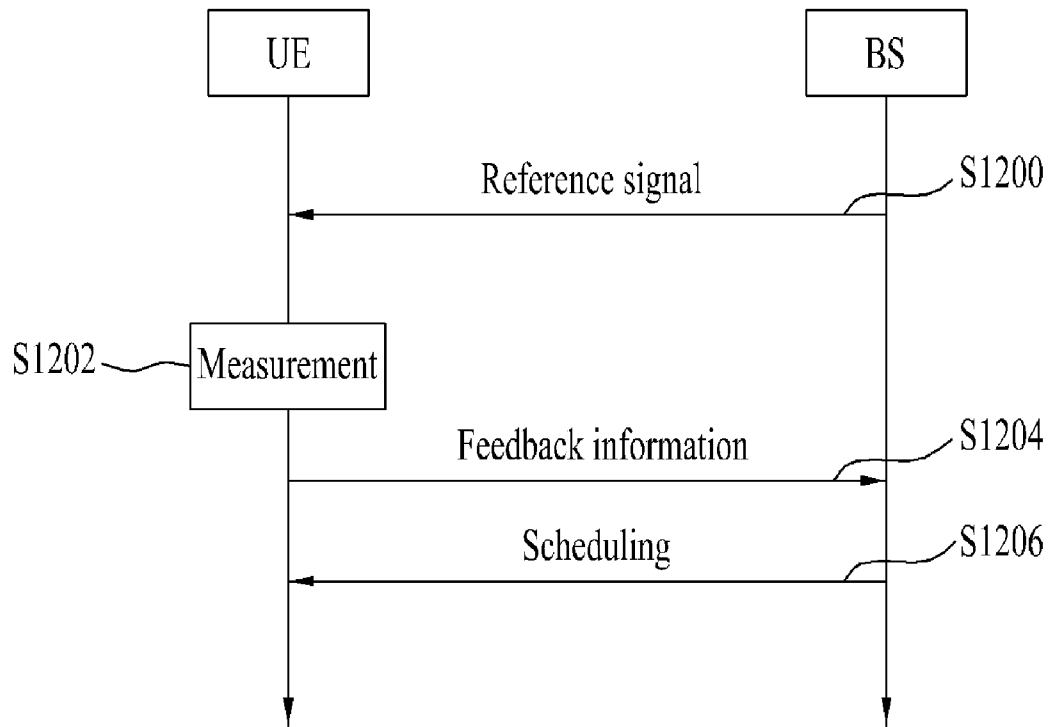 UE
BS
Reference signal
S1200
S1202
Measurement
Feedback information
S1204
Scheduling
S1206